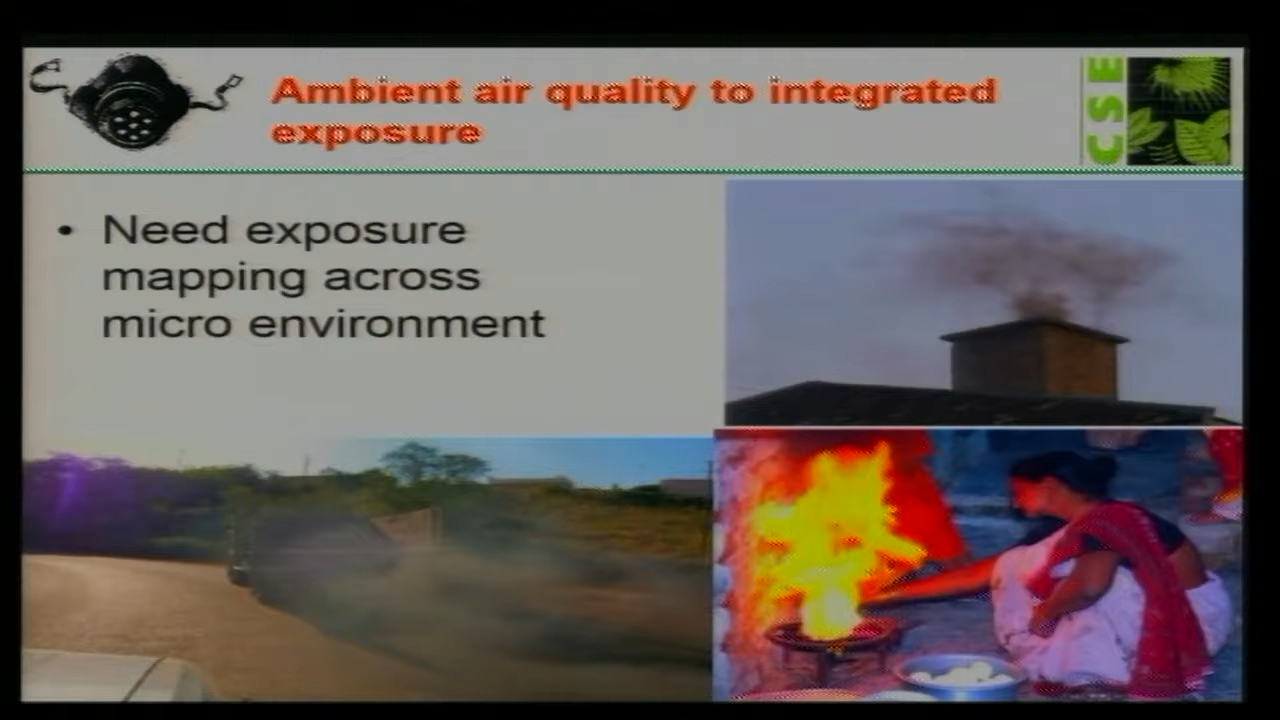 Ambient air quality to integrated
exposure
CSE
• Need exposure
mapping across
micro environment